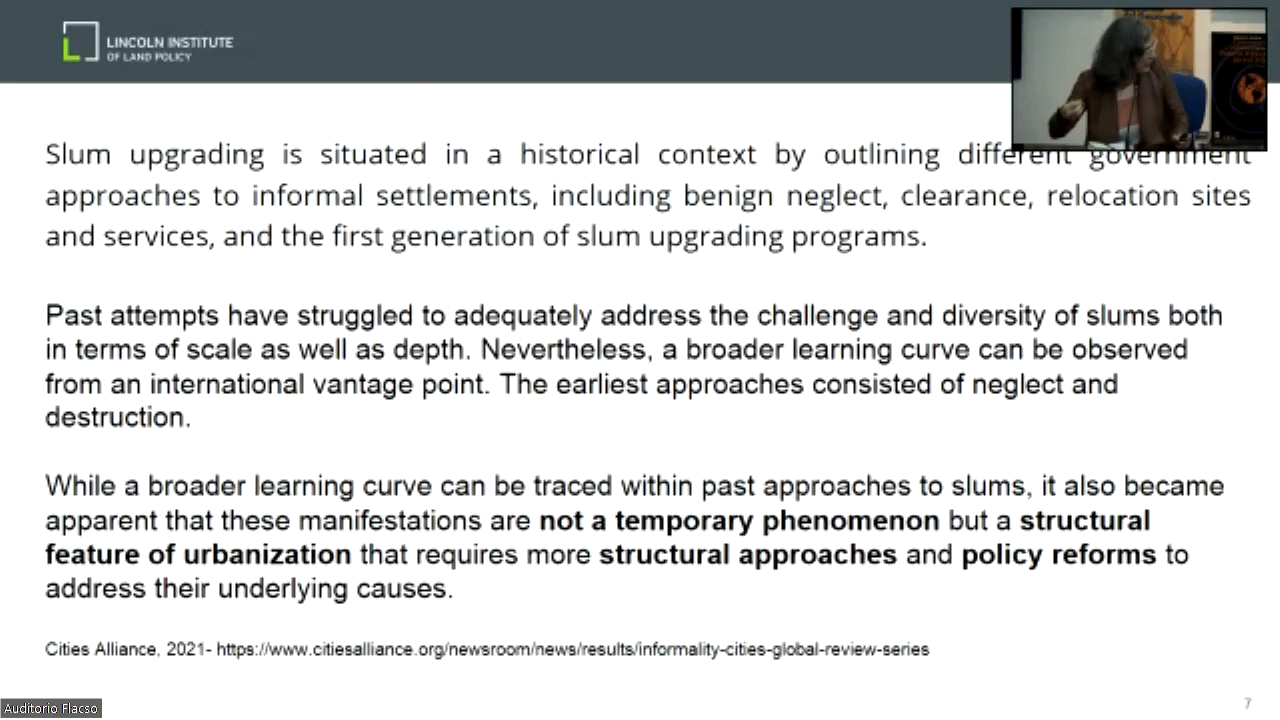 LINCOLN INSTITUTE
OF LAND POLICY
Slum upgrading is situated in a historical context by outlining different government
approaches to informal settlements, including benign neglect, clearance, relocation sites
and services, and the first generation of slum upgrading programs.
Past attempts have struggled to adequately address the challenge and diversity of slums both
in terms of scale as well as depth. Nevertheless, a broader learning curve can be observed
from an international vantage point. The earliest approaches consisted of neglect and
destruction.
While a broader learning curve can be traced within past approaches to slums, it also became
apparent that these manifestations are not a temporary phenomenon but a structural
feature of urbanization that requires more structural approaches and policy reforms to
address their underlying causes.
Cities Alliance, 2021- https://www.citiesalliance.org/newsroom/news/results/informality-cities-global-review-series
Auditorio Flacso
7